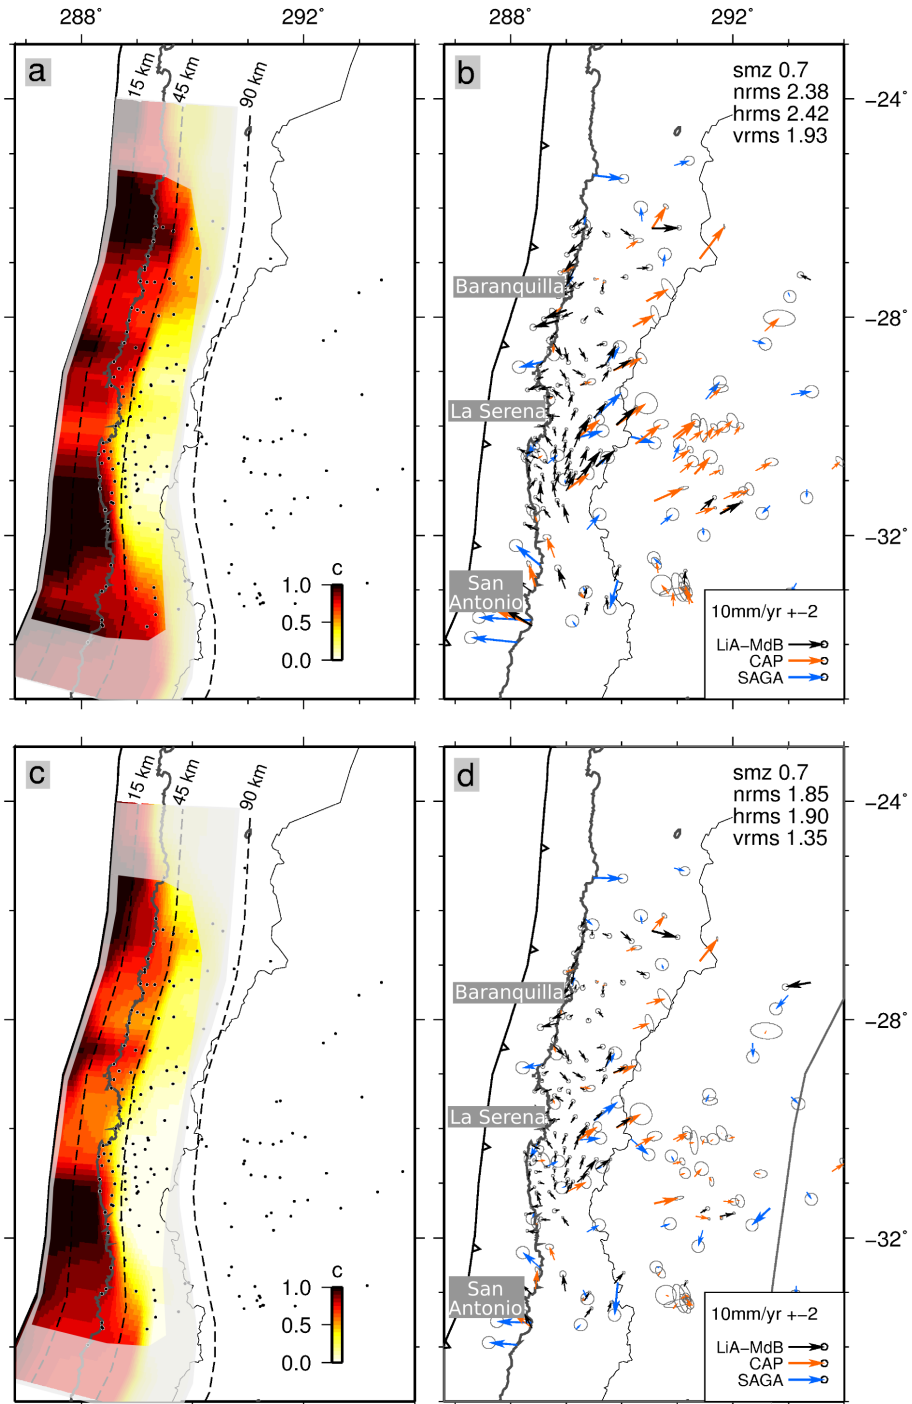 288° 292° 288° 292°
a
15 km
45 km
90 km
c
1.0
0.5
0.0
b
smz 0.7
nrms 2.38
hrms 2.42
vrms 1.93
−24°
Baranquilla
−28°
La Serena
−32°
San
Antonio
10mm/yr +−2
LiA−MdB
CAP
SAGA
c
15 km
45 km
90 km
c
1.0
0.5
0.0
d
smz 0.7
nrms 1.85
hrms 1.90
vrms 1.35
−24°
Baranquilla
−28°
La Serena
−32°
San
Antonio
10mm/yr +−2
LiA−MdB
CAP
SAGA